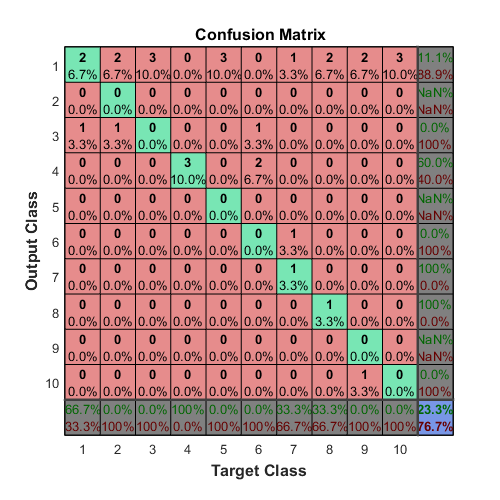 Confusion Matrix
1 2 2 3 0 3 0 1 2 2 3 11.1%
6.7% 6.7% 10.0% 0.0% 10.0% 0.0% 3.3% 6.7% 6.7% 10.0% 88.9%
2 0 0 0 0 0 0 0 0 0 0 NaN%
0.0% 0.0% 0.0% 0.0% 0.0% 0.0% 0.0% 0.0% 0.0% 0.0% NaN%
3 1 1 0 0 0 1 0 0 0 0 0.0%
3.3% 3.3% 0.0% 0.0% 0.0% 3.3% 0.0% 0.0% 0.0% 0.0% 100%
4 0 0 0 3 0 2 0 0 0 0 60.0%
0.0% 0.0% 0.0% 10.0% 0.0% 6.7% 0.0% 0.0% 0.0% 0.0% 40.0%
5 0 0 0 0 0 0 0 0 0 0 NaN%
0.0% 0.0% 0.0% 0.0% 0.0% 0.0% 0.0% 0.0% 0.0% 0.0% NaN%
6 0 0 0 0 0 0 1 0 0 0 0.0%
0.0% 0.0% 0.0% 0.0% 0.0% 0.0% 3.3% 0.0% 0.0% 0.0% 100%
7 0 0 0 0 0 0 1 0 0 0 100%
0.0% 0.0% 0.0% 0.0% 0.0% 0.0% 3.3% 0.0% 0.0% 0.0% 0.0%
8 0 0 0 0 0 0 0 1 0 0 100%
0.0% 0.0% 0.0% 0.0% 0.0% 0.0% 0.0% 3.3% 0.0% 0.0% 0.0%
9 0 0 0 0 0 0 0 0 0 0 NaN%
0.0% 0.0% 0.0% 0.0% 0.0% 0.0% 0.0% 0.0% 0.0% 0.0% NaN%
10 0 0 0 0 0 0 0 0 1 0 0.0%
0.0% 0.0% 0.0% 0.0% 0.0% 0.0% 0.0% 0.0% 3.3% 0.0% 100%
66.7% 0.0% 0.0% 100% 0.0% 0.0% 33.3% 33.3% 0.0% 0.0% 23.3%
33.3% 100% 100% 0.0% 100% 100% 66.7% 66.7% 100% 100% 76.7%
1 2 3 4 5 6 7 8 9 10
Target Class
Output Class